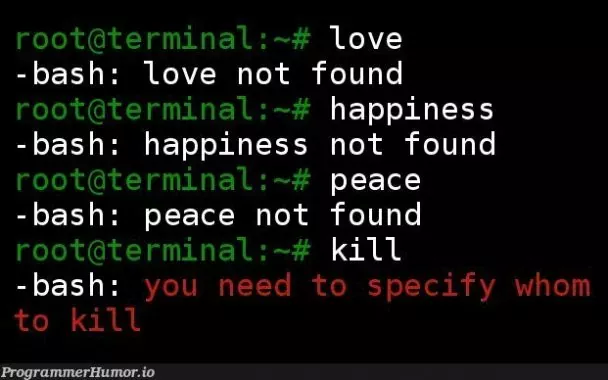 root@terminal:~# love
-bash: love not found
root@terminal:~# happiness
-bash: happiness not found
root@terminal:~# peace
-bash: peace not found
root@terminal:~# kill
-bash: you need to specify whom
to kill
ProgrammerHumor.io